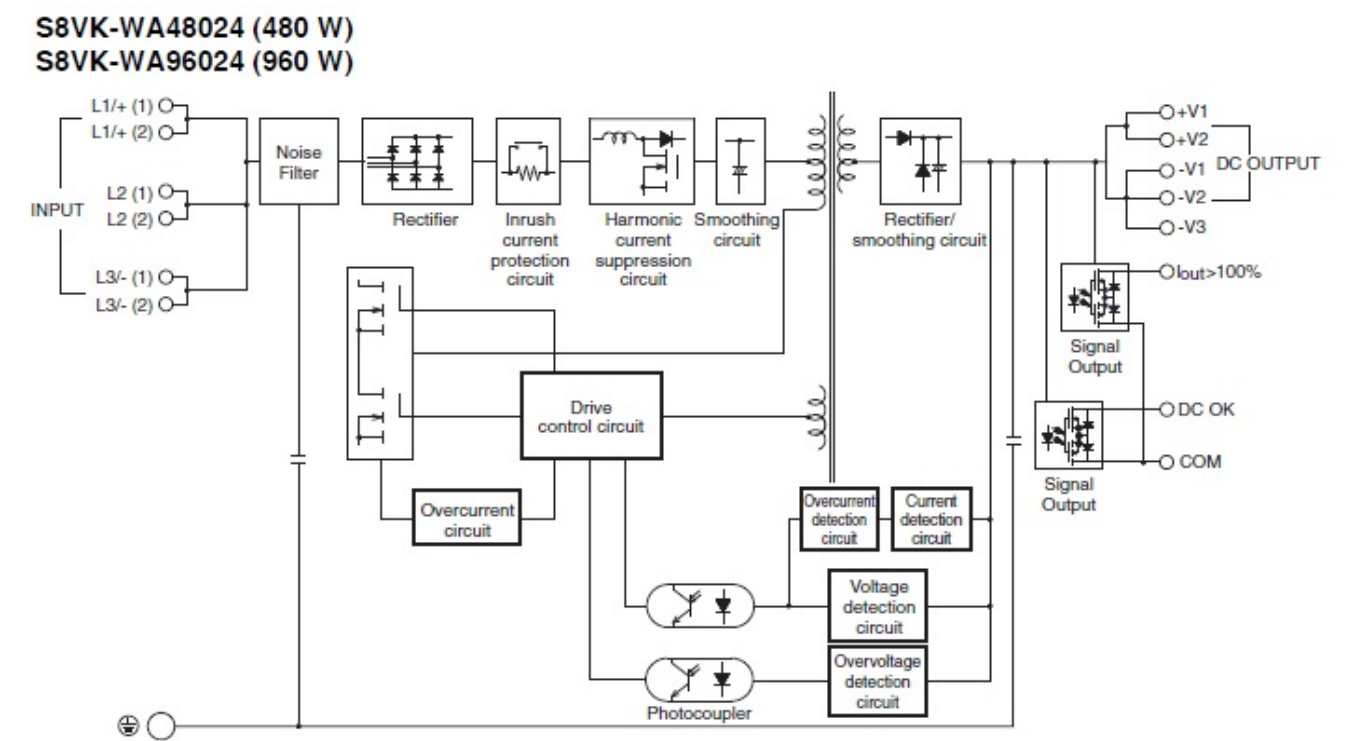 S8VK-WA48024 (480 W)
S8VK-WA96024 (960 W)
L1/+ (1)
L1/+ (2)
INPUT
L2 (1)
L2 (2)
L3/- (1)
L3/- (2)
Noise
Filter
Rectifier
Inrush
current
protection
circuit
Harmonic
current
suppression
circuit
Smoothing
circuit
Rectifier/
smoothing circuit
+V1
+V2
-V1
-V2
-V3
DC OUTPUT
Iout>100%
Signal
Output
DC OK
COM
Signal
Output
Drive
control circuit
Overcurrent
circuit
Overcurrent
detection
circuit
Current
detection
circuit
Voltage
detection
circuit
Overvoltage
detection
circuit
Photocoupler